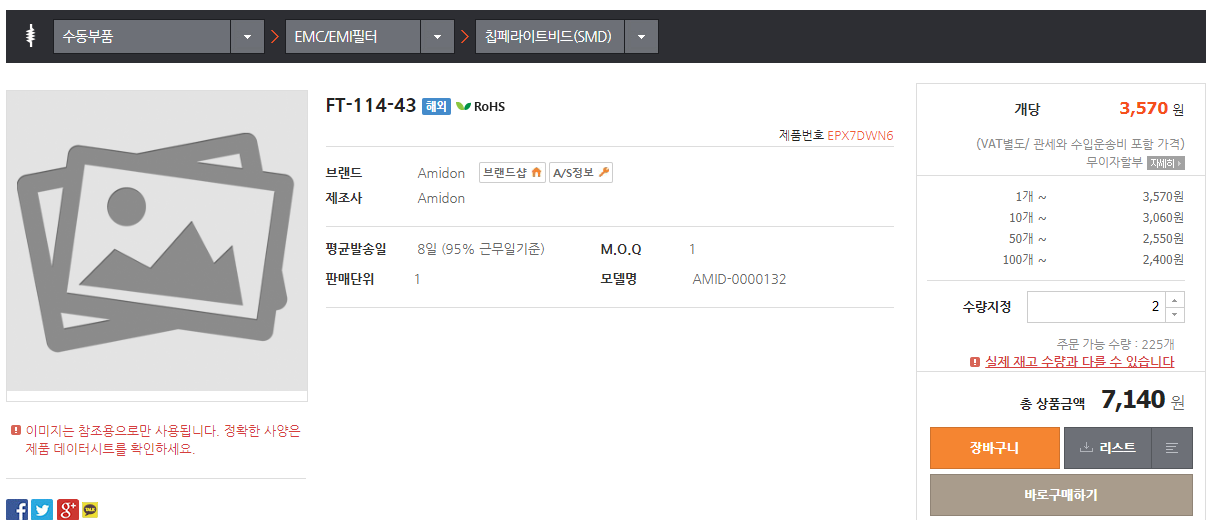 수동부품
EMC/EMI필터
칩페라이트비드(SMD)
FT-114-43 해외 RoHS
제품번호 EPX7DWN6
브랜드 Amidon 브랜드샵 A/S정보
제조사 Amidon
평균발송일 8일 (95% 근무일기준) M.O.Q 1
판매단위 1 모델명 AMID-0000132
이미지는 참조용으로만 사용됩니다. 정확한 사양은
제품 데이터시트를 확인하세요.
f
g+
TALK
개당 3,570 원
(VAT별도/ 관세와 수입운송비 포함 가격)
무이자할부 자세히
1개 ~ 3,570원
10개 ~ 3,060원
50개 ~ 2,550원
100개 ~ 2,400원
수량지정 2
주문 가능 수량 : 225개
실제 재고 수량과 다를 수 있습니다
총 상품금액 7,140 원
장바구니 리스트
바로구매하기